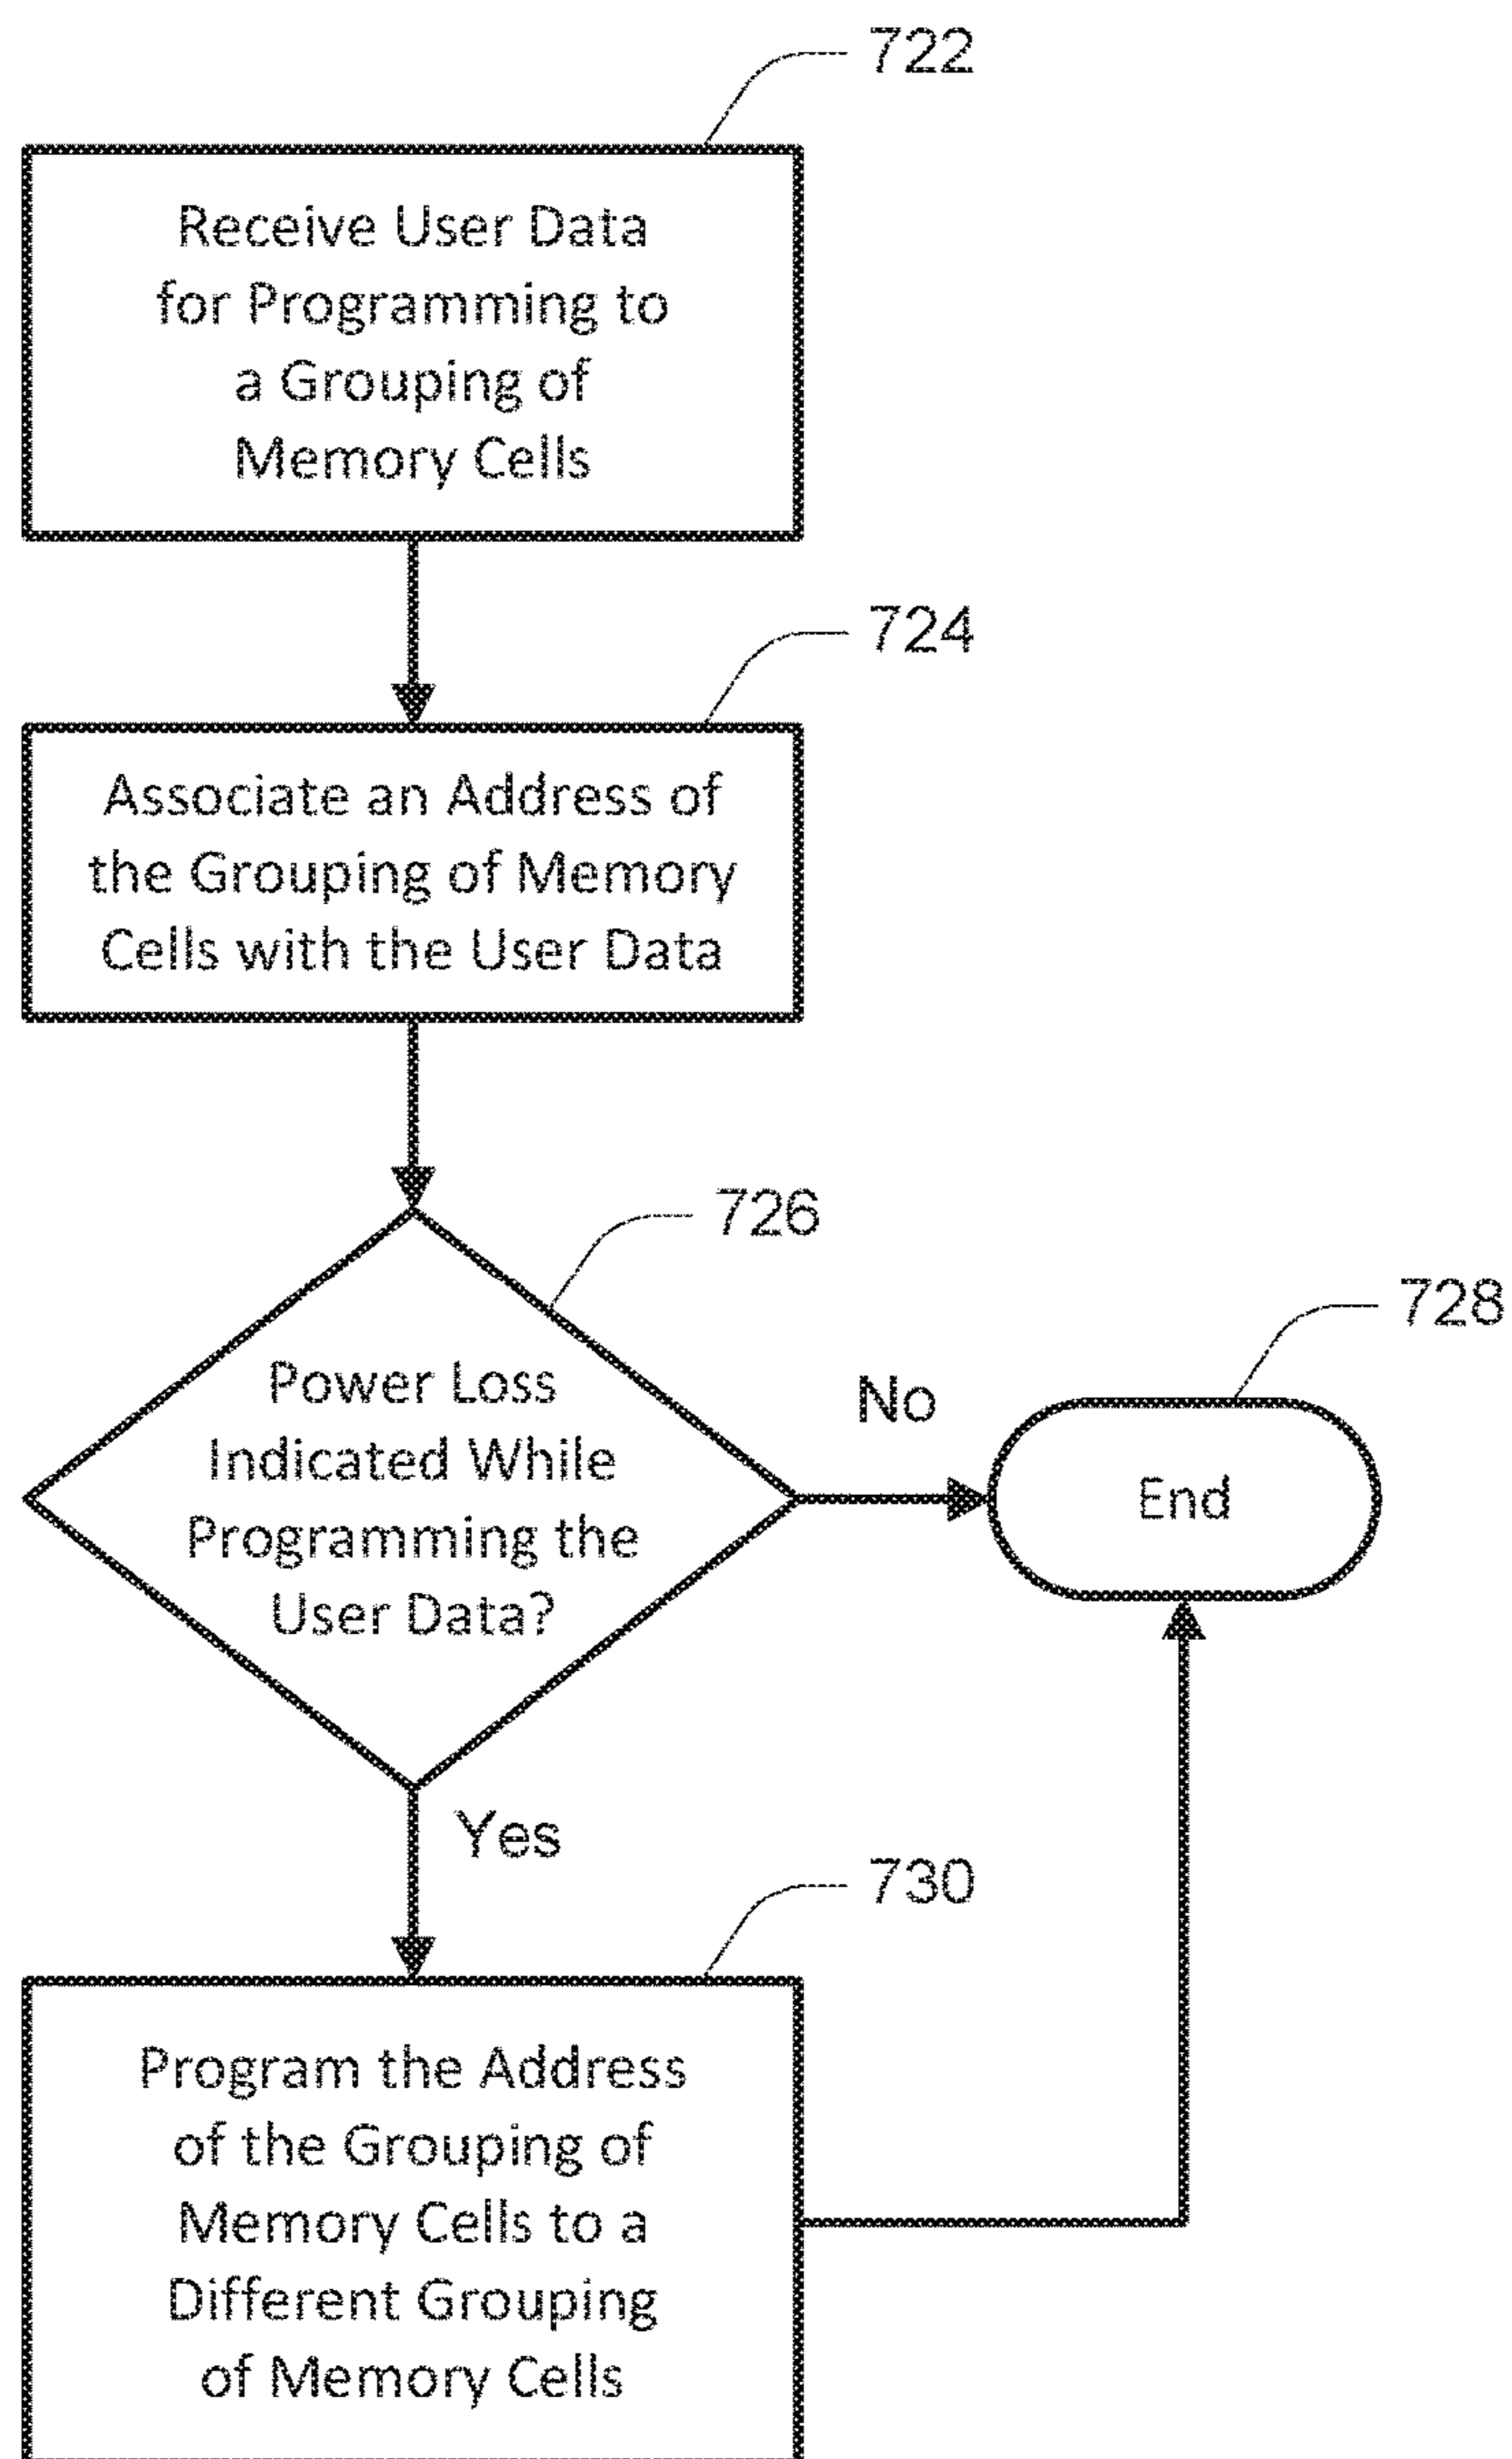 722
Receive User Data
for Programming to
a Grouping of
Memory Cells
724
Associate an Address of
the Grouping of Memory
Cells with the User Data
726
Power Loss
Indicated While
Programming the
User Data?
No
728
End
Yes
730
Program the Address
of the Grouping of
Memory Cells to a
Different Grouping
of Memory Cells